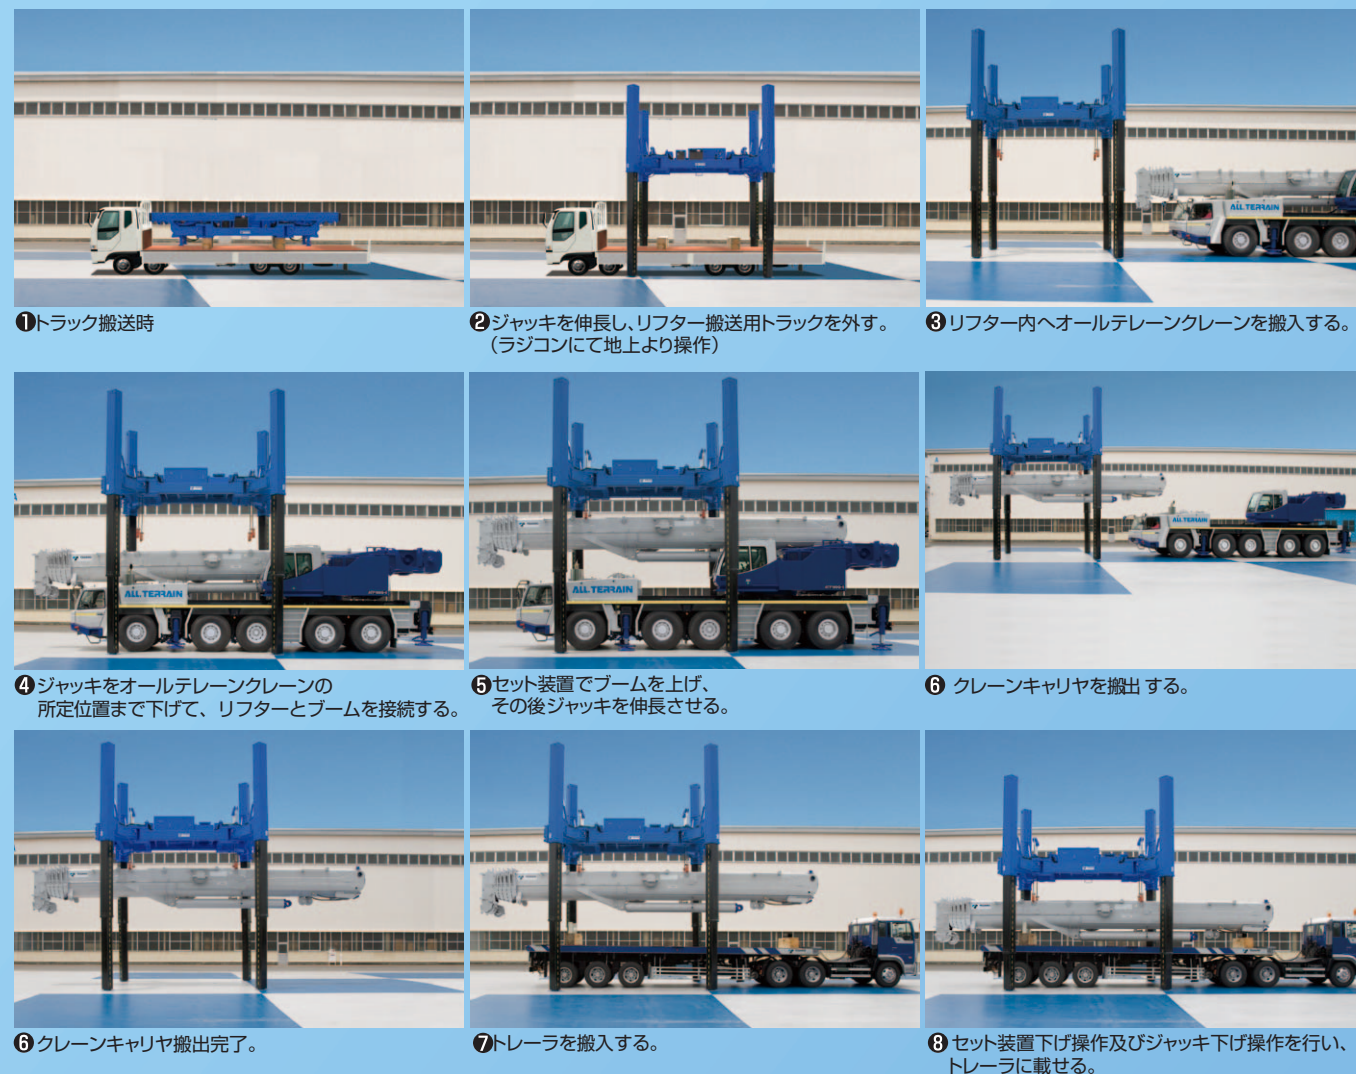 ❶トラック搬送時
❷ジャッキを伸長し、リフター搬送用トラックを外す。
（ラジコンにて地上より操作）
ALL TERRAIN
❸リフター内へオールテレーンクレーンを搬入する。
ALL TERRAIN
❹ジャッキをオールテレーンクレーンの
所定位置まで下げて、リフターとブームを接続する。
ALL TERRAIN
❺セット装置でブームを上げ、
その後ジャッキを伸長させる。
ALL TERRAIN
❻ クレーンキャリヤを搬出 する。
❻クレーンキャリヤ搬出完了。
❼トレーラを搬入する。
❽セット装置下げ操作及びジャッキ下げ操作を行い、
トレーラに載せる。